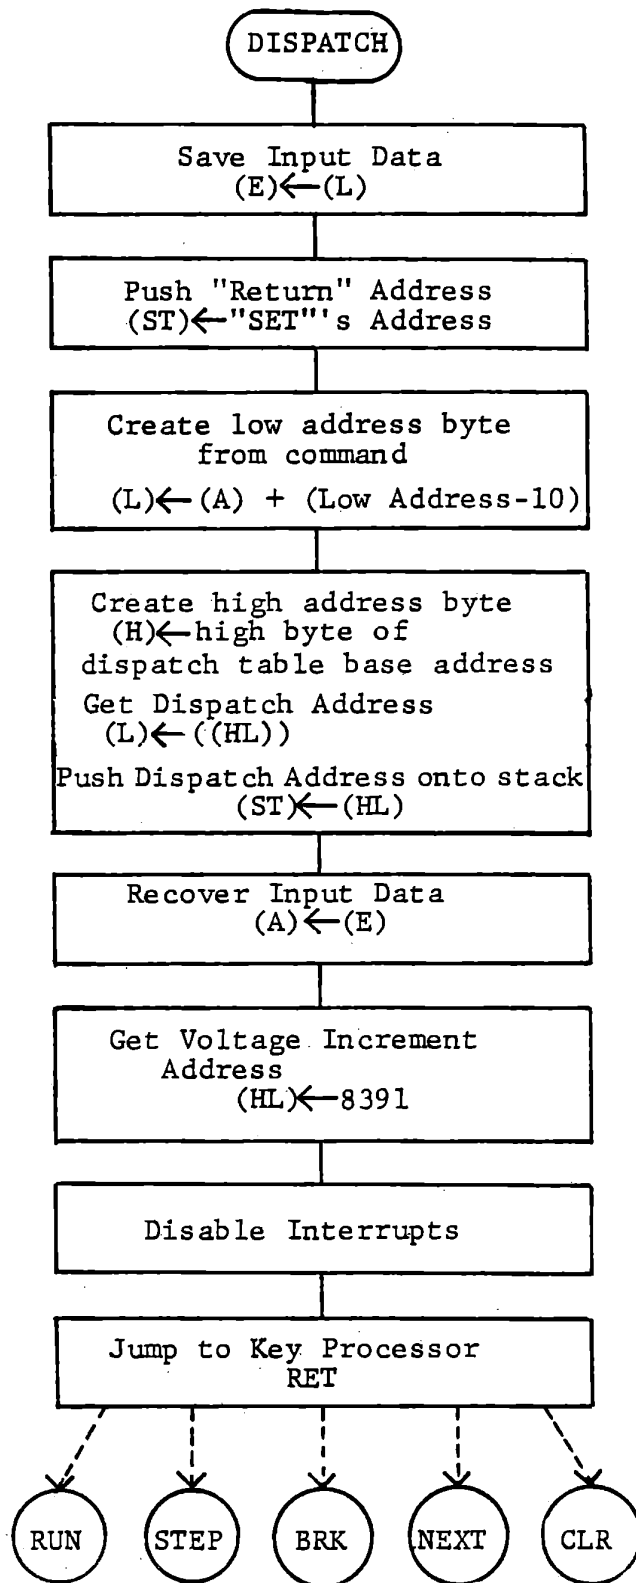 DISPATCH
Save Input Data
(E)←(L)
Push "Return" Address
(ST)←"SET"'s Address
Create low address byte
from command
(L)←(A) + (Low Address-10)
Create high address byte
(H)←high byte of
dispatch table base address
Get Dispatch Address
(L)←((HL))
Push Dispatch Address onto stack
(ST)←(HL)
Recover Input Data
(A)←(E)
Get Voltage Increment
Address
(HL)←8391
Disable Interrupts
Jump to Key Processor
RET
RUN STEP BRK NEXT CLR